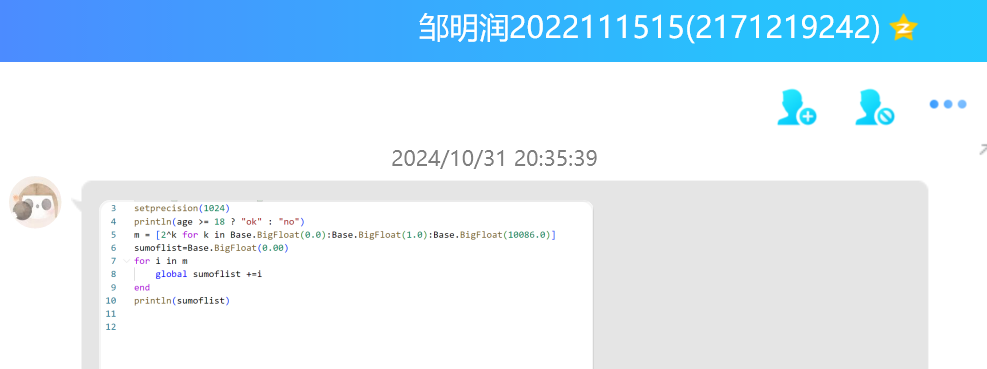 邹明润2022111515(2171219242)
2024/10/31 20:35:39
3 setprecision(1024)
4 println(age >= 18 ? "ok" : "no")
5 m = [2^k for k in Base.BigFloat(0.0):Base.BigFloat(1.0):Base.BigFloat(10086.0)]
6 sumoflist=Base.BigFloat(0.00)
7 for i in m
8 global sumoflist +=i
9 end
10 println(sumoflist)
11
12